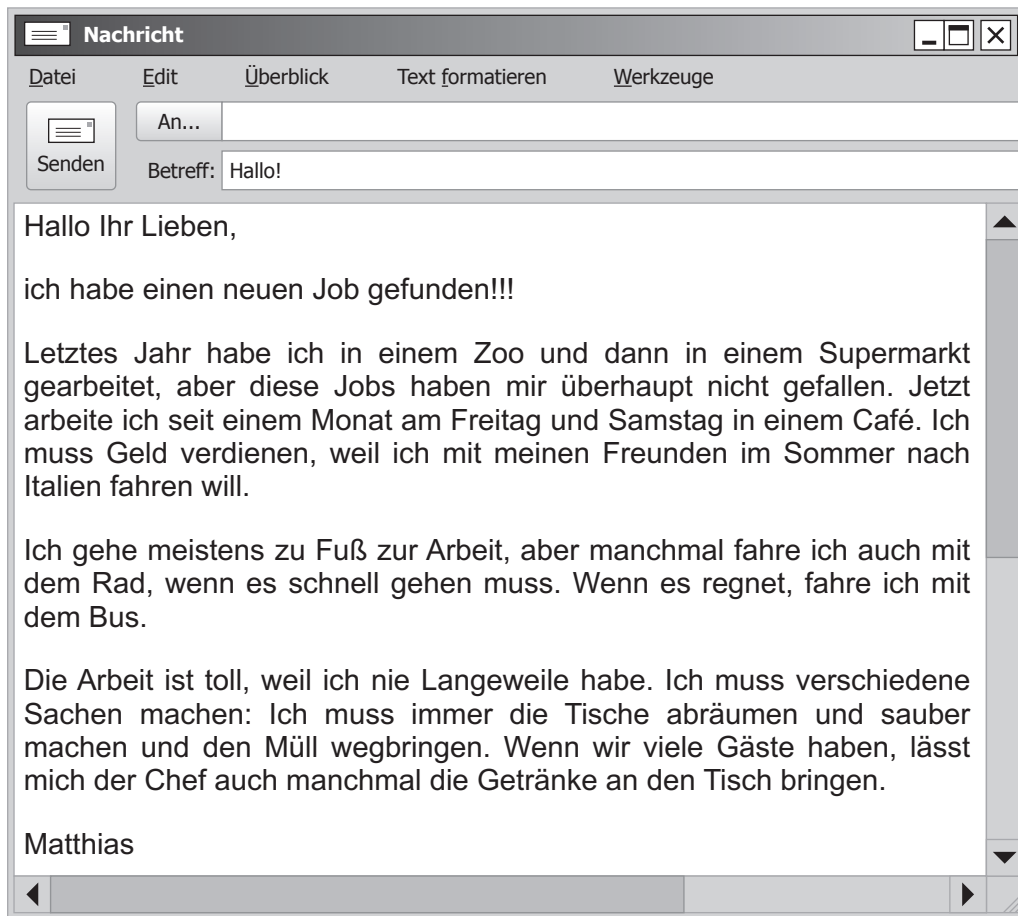 Nachricht
Datei Edit Überblick Text formatieren Werkzeuge
An...
Senden
Betreff: Hallo!
Hallo Ihr Lieben,
ich habe einen neuen Job gefunden!!!
Letztes Jahr habe ich in einem Zoo und dann in einem Supermarkt
gearbeitet, aber diese Jobs haben mir überhaupt nicht gefallen. Jetzt
arbeite ich seit einem Monat am Freitag und Samstag in einem Café. Ich
muss Geld verdienen, weil ich mit meinen Freunden im Sommer nach
Italien fahren will.
Ich gehe meistens zu Fuß zur Arbeit, aber manchmal fahre ich auch mit
dem Rad, wenn es schnell gehen muss. Wenn es regnet, fahre ich mit
dem Bus.
Die Arbeit ist toll, weil ich nie Langeweile habe. Ich muss verschiedene
Sachen machen: Ich muss immer die Tische abräumen und sauber
machen und den Müll wegbringen. Wenn wir viele Gäste haben, lässt
mich der Chef auch manchmal die Getränke an den Tisch bringen.
Matthias